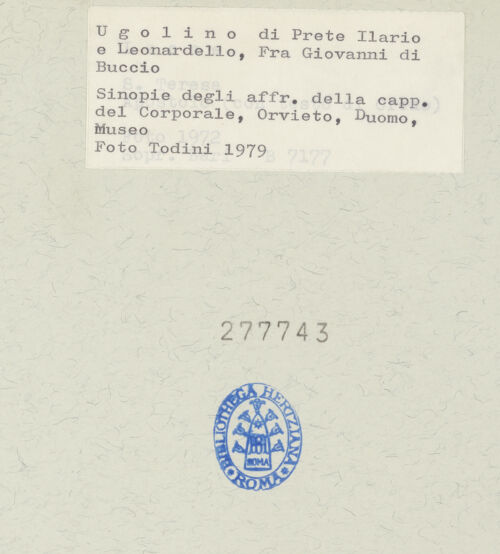 U g o l i n o di Prete Ilario
e Leonardello, Fra Giovanni di
Buccio
Sinopie degli affr. della capp.
del Corporale, Orvieto, Duomo,
Museo
Foto Todini 1979
277743
BIBLIOTHECA HERTZIANA
ROMA
ROMA